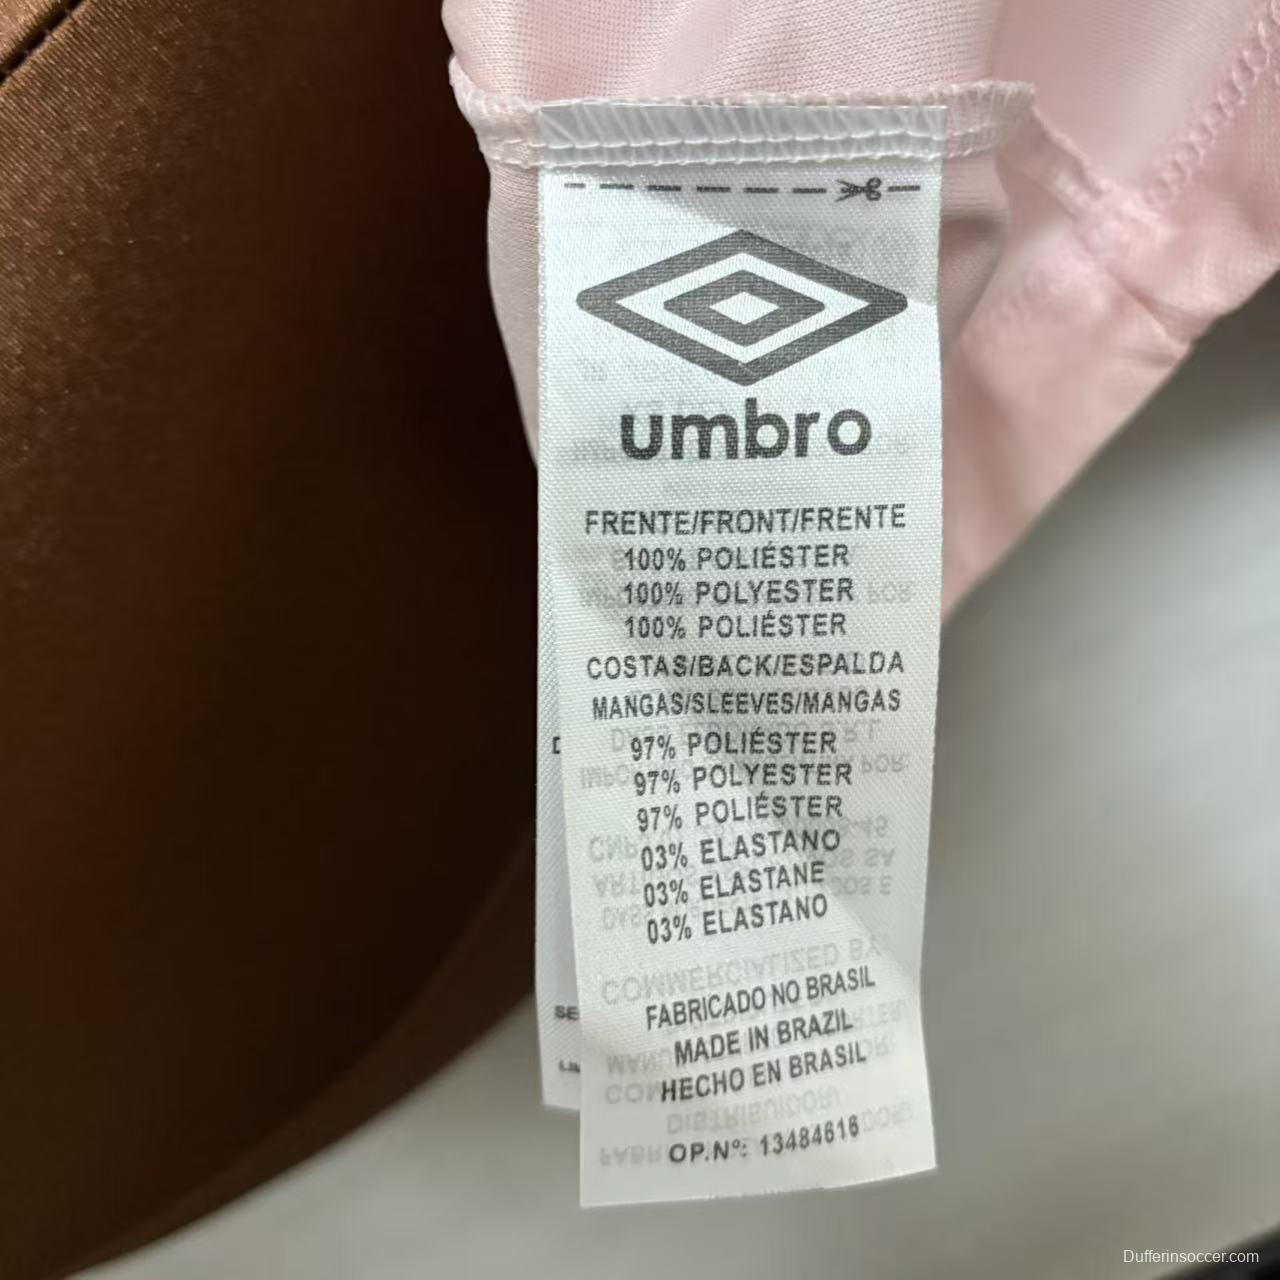 umbro
FRENTE/FRONT/FRENTE
100% POLIÉSTER
100% POLYESTER
100% POLIÉSTER
COSTAS/BACK/ESPALDA
MANGAS/SLEEVES/MANGAS
97% POLIÉSTER
97% POLYESTER
97% POLIÉSTER
03% ELASTANO
03% ELASTANE
03% ELASTANO
FABRICADO NO BRASIL
MADE IN BRAZIL
HECHO EN BRASIL
OP.Nº: 13484616
Dufferinsoccer.com